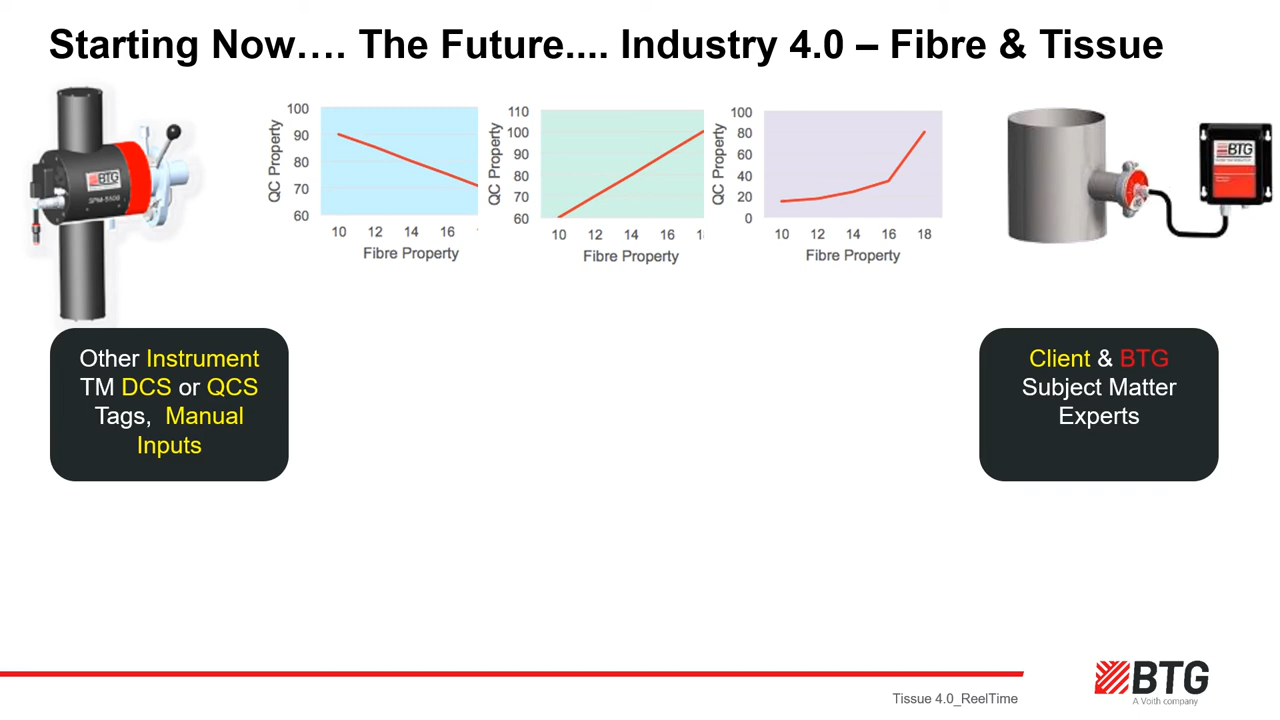 Starting Now…. The Future.... Industry 4.0 – Fibre & Tissue
BTG
SPM-5500
QC Property
100
90
80
70
60
10 12 14 16
Fibre Property
QC Property
110
100
90
80
70
60
10 12 14 16
Fibre Property
QC Property
100
80
60
40
20
0
10 12 14 16 18
Fibre Property
BTG
Other Instrument
TM DCS or QCS
Tags, Manual
Inputs
Client & BTG
Subject Matter
Experts
BTG
A Voith company
Tissue 4.0_ReelTime